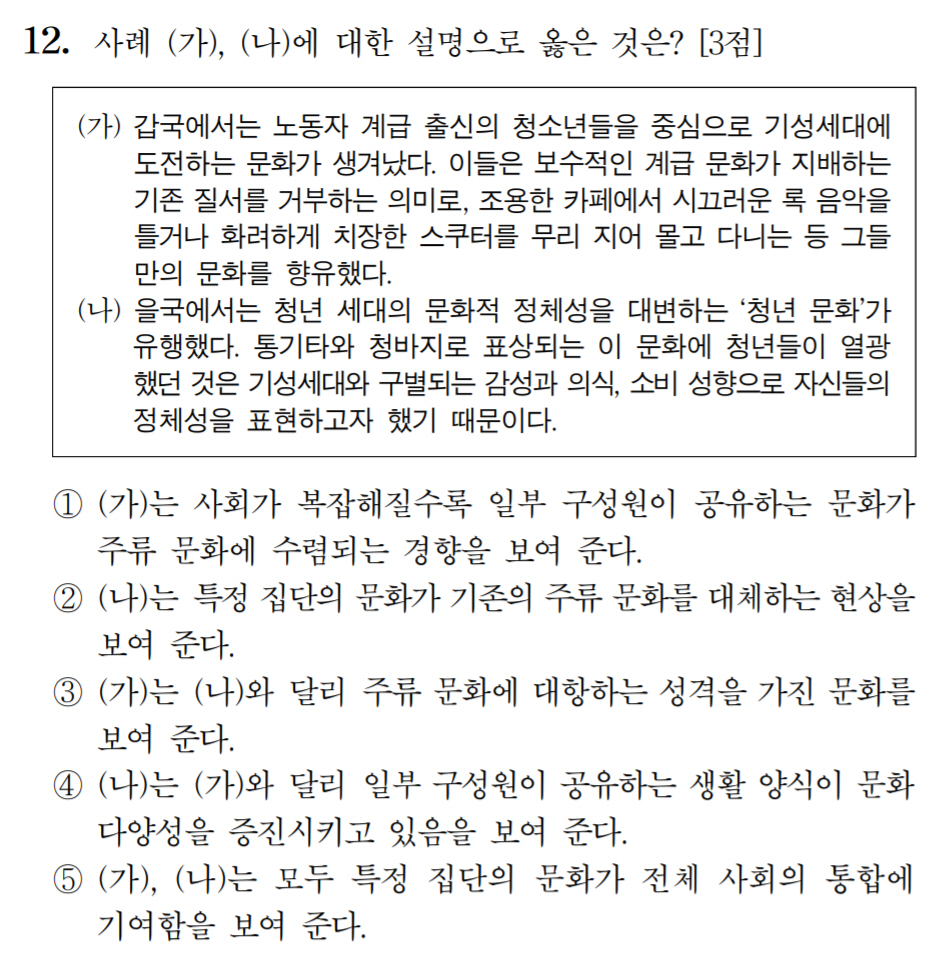 12. 사례 (가), (나)에 대한 설명으로 옳은 것은? [3점]
(가) 갑국에서는 노동자 계급 출신의 청소년들을 중심으로 기성세대에
도전하는 문화가 생겨났다. 이들은 보수적인 계급 문화가 지배하는
기존 질서를 거부하는 의미로, 조용한 카페에서 시끄러운 록 음악을
틀거나 화려하게 치장한 스쿠터를 무리 지어 몰고 다니는 등 그들
만의 문화를 향유했다.
(나) 을국에서는 청년 세대의 문화적 정체성을 대변하는 ‘청년 문화’가
유행했다. 통기타와 청바지로 표상되는 이 문화에 청년들이 열광
했던 것은 기성세대와 구별되는 감성과 의식, 소비 성향으로 자신들의
정체성을 표현하고자 했기 때문이다.
① (가)는 사회가 복잡해질수록 일부 구성원이 공유하는 문화가
주류 문화에 수렴되는 경향을 보여 준다.
② (나)는 특정 집단의 문화가 기존의 주류 문화를 대체하는 현상을
보여 준다.
③ (가)는 (나)와 달리 주류 문화에 대항하는 성격을 가진 문화를
보여 준다.
④ (나)는 (가)와 달리 일부 구성원이 공유하는 생활 양식이 문화
다양성을 증진시키고 있음을 보여 준다.
⑤ (가), (나)는 모두 특정 집단의 문화가 전체 사회의 통합에
기여함을 보여 준다.